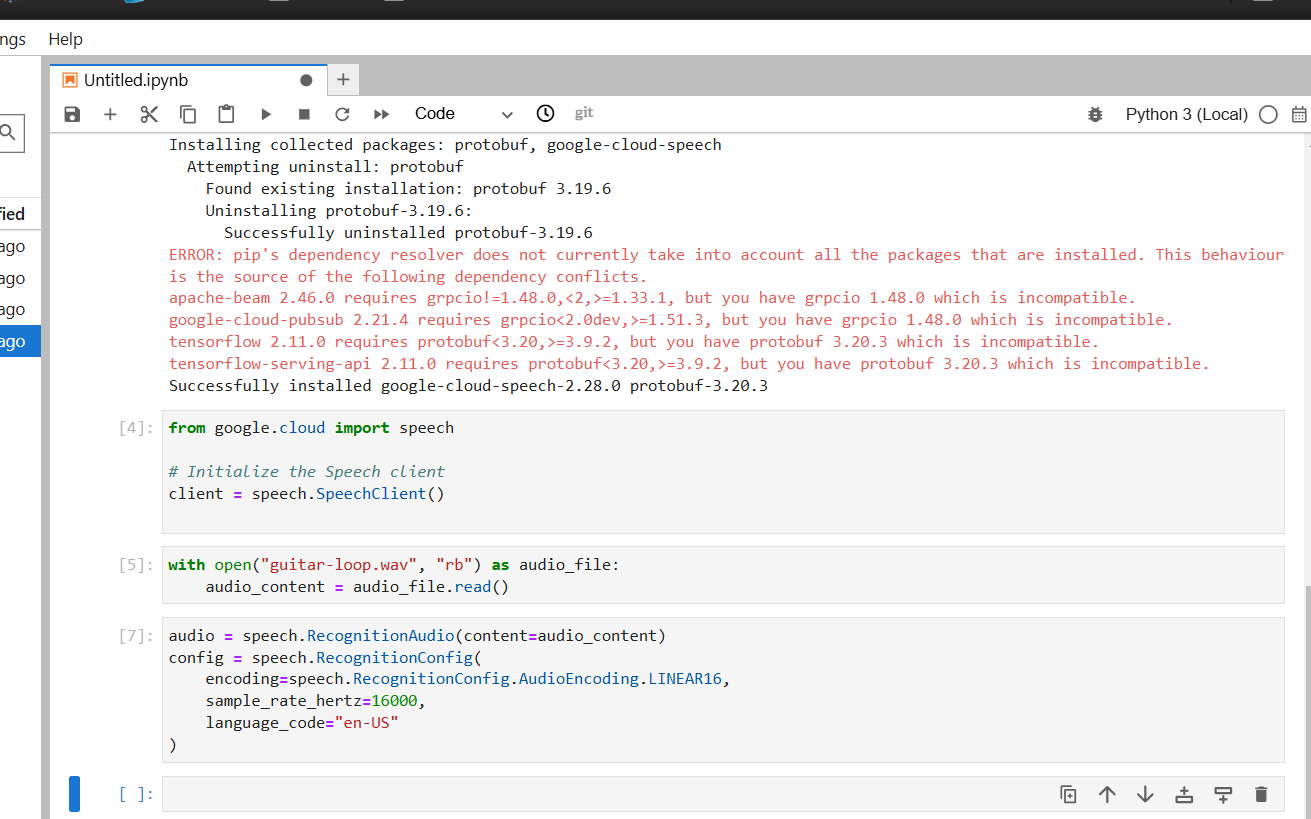 ngs Help
Untitled.ipynb
Code git Python 3 (Local)
Installing collected packages: protobuf, google-cloud-speech
Attempting uninstall: protobuf
Found existing installation: protobuf 3.19.6
Uninstalling protobuf-3.19.6:
Successfully uninstalled protobuf-3.19.6
ERROR: pip's dependency resolver does not currently take into account all the packages that are installed. This behaviour
is the source of the following dependency conflicts.
apache-beam 2.46.0 requires grpcio!=1.48.0,<2,>=1.33.1, but you have grpcio 1.48.0 which is incompatible.
google-cloud-pubsub 2.21.4 requires grpcio<2.0dev,>=1.51.3, but you have grpcio 1.48.0 which is incompatible.
tensorflow 2.11.0 requires protobuf<3.20,>=3.9.2, but you have protobuf 3.20.3 which is incompatible.
tensorflow-serving-api 2.11.0 requires protobuf<3.20,>=3.9.2, but you have protobuf 3.20.3 which is incompatible.
Successfully installed google-cloud-speech-2.28.0 protobuf-3.20.3
fied
ago
ago
ago
ago
[4]: from google.cloud import speech
# Initialize the Speech client
client = speech.SpeechClient()
[5]: with open("guitar-loop.wav", "rb") as audio_file:
audio_content = audio_file.read()
[7]: audio = speech.RecognitionAudio(content=audio_content)
config = speech.RecognitionConfig(
encoding=speech.RecognitionConfig.AudioEncoding.LINEAR16,
sample_rate_hertz=16000,
language_code="en-US"
)
[ ]: